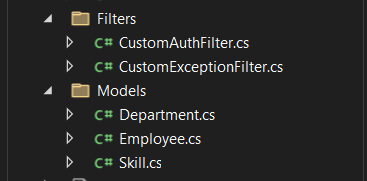 Filters
C# CustomAuthFilter.cs
C# CustomExceptionFilter.cs
Models
C# Department.cs
C# Employee.cs
C# Skill.cs